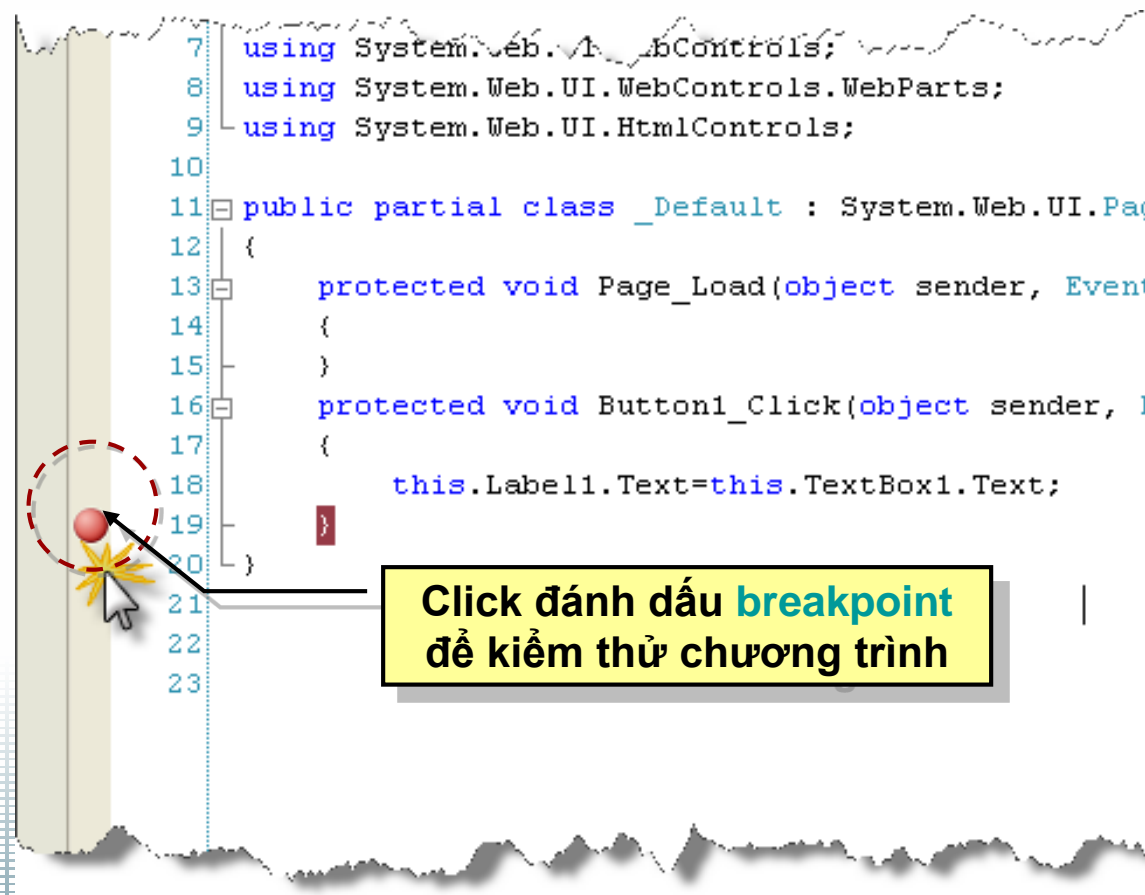 7 using System.Web. bControls;
8 using System.Web.UI.WebControls.WebParts;
9 using System.Web.UI.HtmlControls;
10
11 public partial class _Default : System.Web.UI.Pag
12 {
13 protected void Page_Load(object sender, Event
14 {
15 }
16 protected void Button1_Click(object sender,
17 {
18 this.Label1.Text=this.TextBox1.Text;
19 }
20 }
21
22
23
Click đánh dấu breakpoint
để kiểm thử chương trình